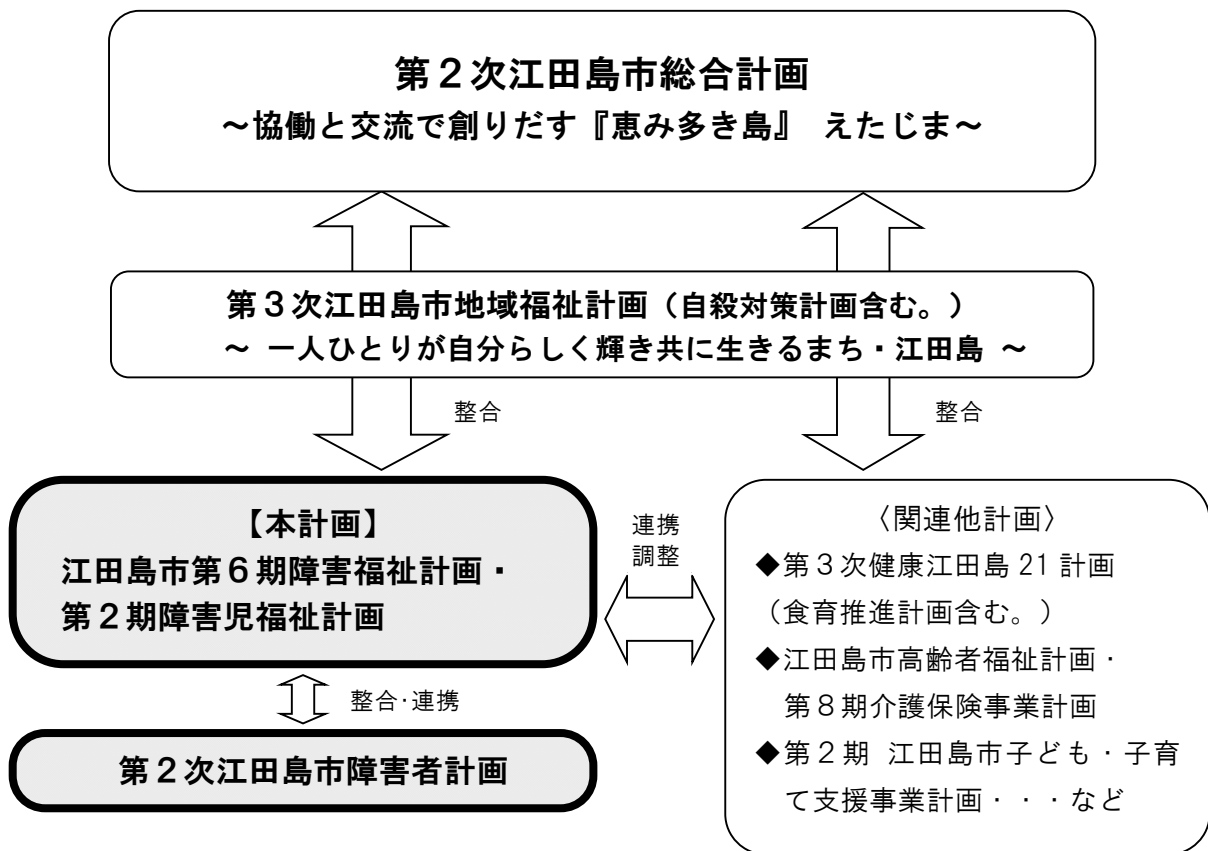 第２次江田島市総合計画
～協働と交流で創りだす『恵み多き島』 えたじま～
第３次江田島市地域福祉計画（自殺対策計画含む。）
～ 一人ひとりが自分らしく輝き共に生きるまち・江田島 ～
整合
整合
【本計画】
江田島市第６期障害福祉計画・
第２期障害児福祉計画
連携
調整
整合･連携
第２次江田島市障害者計画
〈関連他計画〉
◆第３次健康江田島 21 計画
（食育推進計画含む。）
◆江田島市高齢者福祉計画・
第８期介護保険事業計画
◆第２期 江田島市子ども・子育
て支援事業計画・・・など